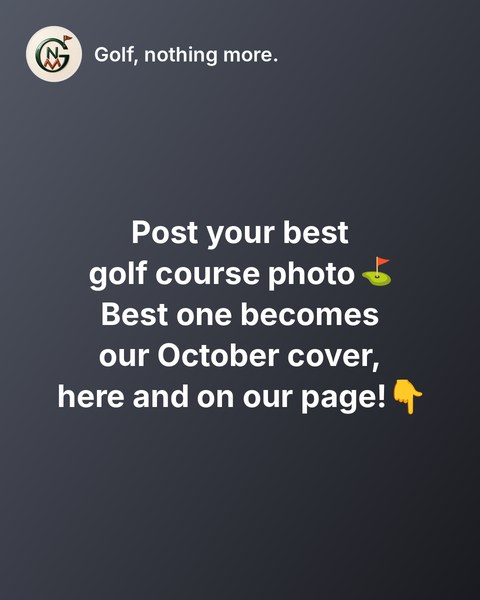 GNM
Golf, nothing more.
Post your best
golf course photo ⛳
Best one becomes
our October cover,
here and on our page! 👇